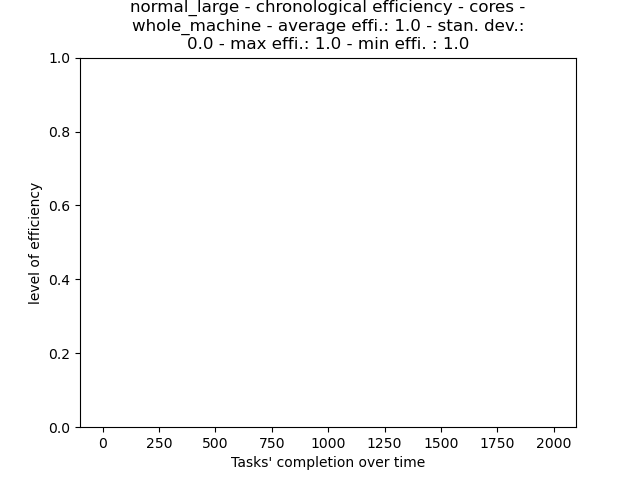 normal_large - chronological efficiency - cores -
whole_machine - average effi.: 1.0 - stan. dev.:
0.0 - max effi.: 1.0 - min effi. : 1.0
1.0
0.8
0.6
0.4
0.2
0.0
level of efficiency
0 250 500 750 1000 1250 1500 1750 2000
Tasks' completion over time